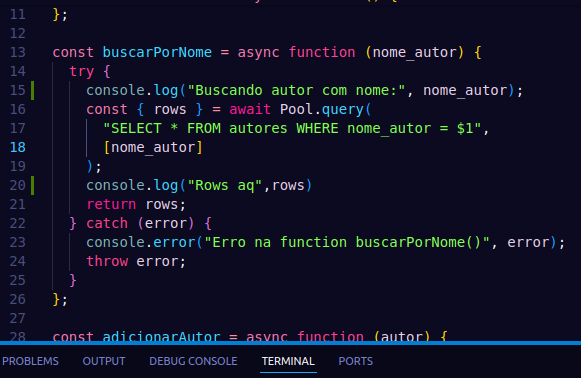 11 };
12
13 const buscarPorNome = async function (nome_autor) {
14 try {
15 console.log("Buscando autor com nome:", nome_autor);
16 const { rows } = await Pool.query(
17 "SELECT * FROM autores WHERE nome_autor = $1",
18 [nome_autor]
19 );
20 console.log("Rows aq",rows)
21 return rows;
22 } catch (error) {
23 console.error("Erro na function buscarPorNome()", error);
24 throw error;
25 }
26 };
27
28 const adicionarAutor = async function (autor) {
PROBLEMS OUTPUT DEBUG CONSOLE TERMINAL PORTS